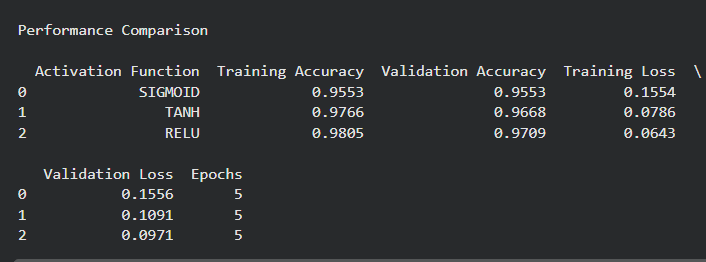 Performance Comparison
Activation Function Training Accuracy Validation Accuracy Training Loss \
0 SIGMOID 0.9553 0.9553 0.1554
1 TANH 0.9766 0.9668 0.0786
2 RELU 0.9805 0.9709 0.0643
Validation Loss Epochs
0 0.1556 5
1 0.1091 5
2 0.0971 5